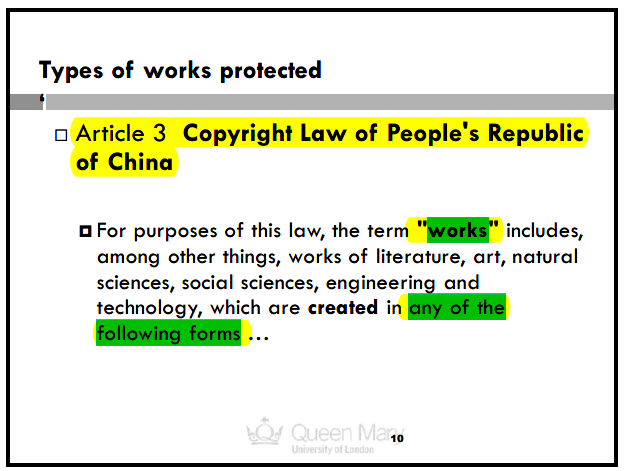 Types of works protected
‘
Article 3 Copyright Law of People's Republic
of China
For purposes of this law, the term "works" includes,
among other things, works of literature, art, natural
sciences, social sciences, engineering and
technology, which are created in any of the
following forms ...
Queen Mary
University of London
10